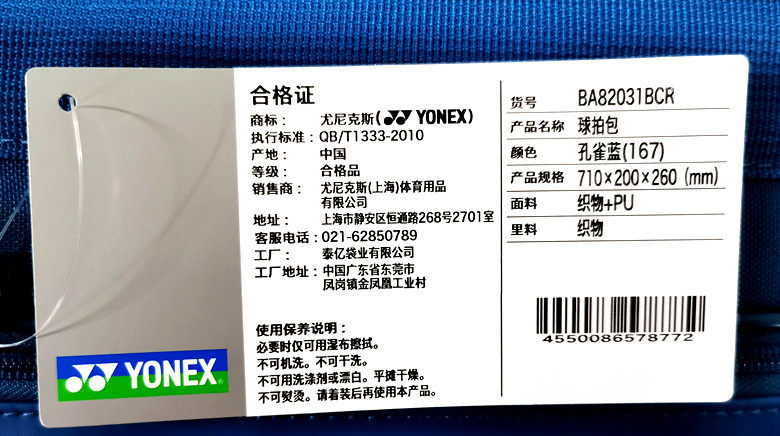 合格证
商标： 尤尼克斯(YONEX)
执行标准：QB/T1333-2010
产地： 中国
等级： 合格品
销售商： 尤尼克斯(上海)体育用品
有限公司
地址： 上海市静安区恒通路268号2701室
客服电话：021-62850789
工厂： 泰亿袋业有限公司
工厂地址：中国广东省东莞市
凤岗镇金凤凰工业村
使用保养说明：
必要时仅可用湿布擦拭。
不可机洗。不可干洗。
不可用洗涤剂或漂白。平摊干燥。
不可熨烫。请着装后再使用本产品。
YONEX
货号 BA82031BCR
产品名称 球拍包
颜色 孔雀蓝(167)
产品规格 710×200×260 (mm)
面料 织物+PU
里料 织物
4550086578772